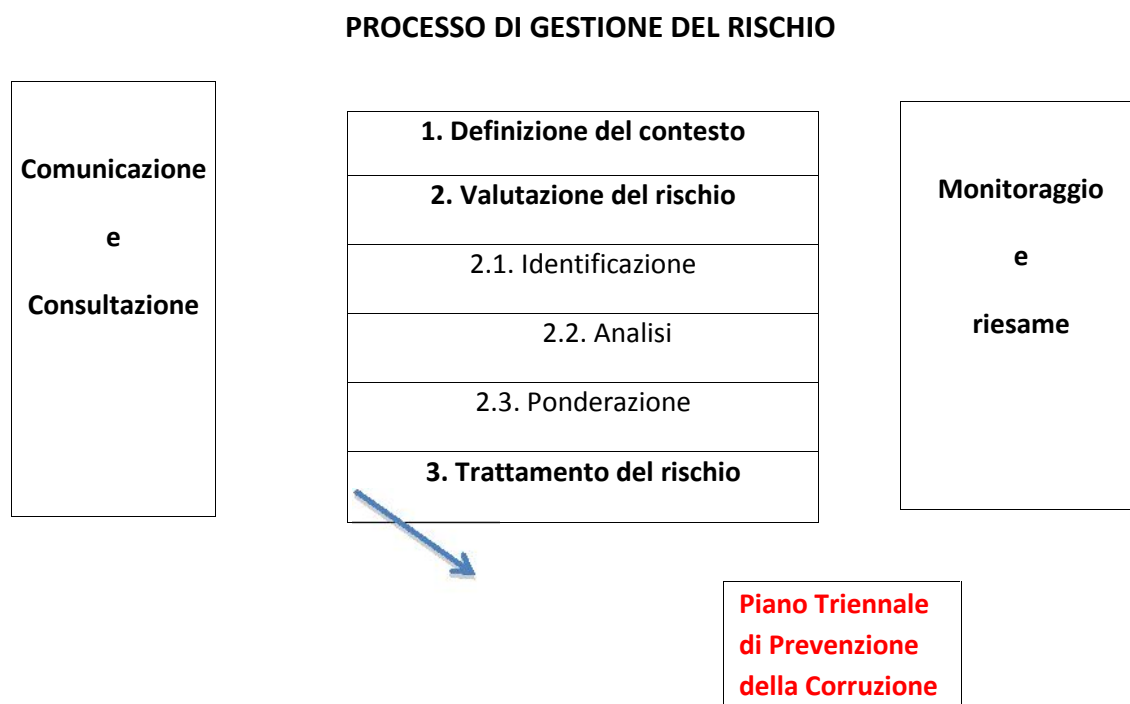 PROCESSO DI GESTIONE DEL RISCHIO
Comunicazione
e
Consultazione
1. Definizione del contesto
2. Valutazione del rischio
2.1. Identificazione
2.2. Analisi
2.3. Ponderazione
3. Trattamento del rischio
Monitoraggio
e
riesame
Piano Triennale
di Prevenzione
della Corruzione